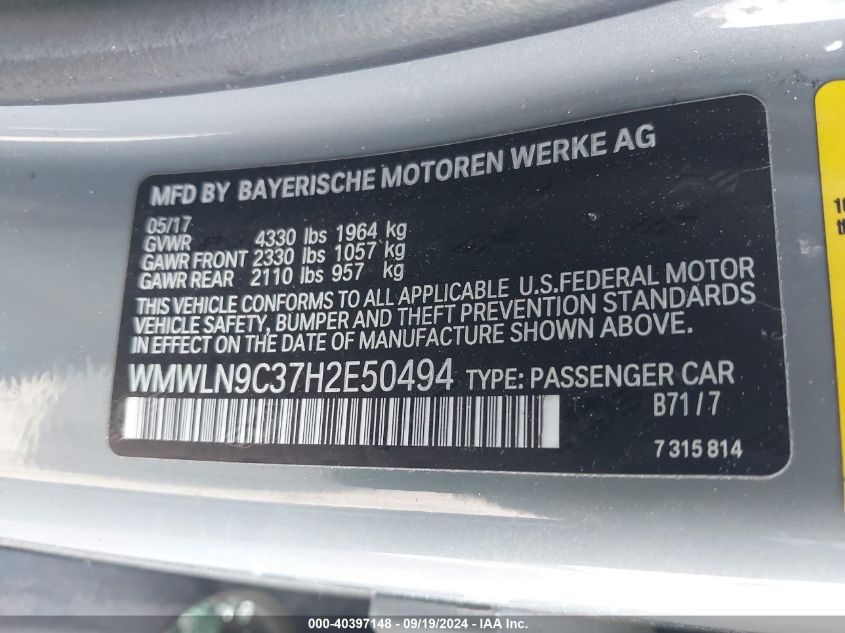 MFD BY BAYERISCHE MOTOREN WERKE AG
05/17
GVWR 4330 lbs 1964 kg
GAWR FRONT 2330 lbs 1057 kg
GAWR REAR 2110 lbs 957 kg
THIS VEHICLE CONFORMS TO ALL APPLICABLE U.S.FEDERAL MOTOR
VEHICLE SAFETY, BUMPER AND THEFT PREVENTION STANDARDS
IN EFFECT ON THE DATE OF MANUFACTURE SHOWN ABOVE.
WMWLN9C37H2E50494 TYPE: PASSENGER CAR
B71/7
7 315 814
000-40397148 - 09/19/2024 - IAA Inc.